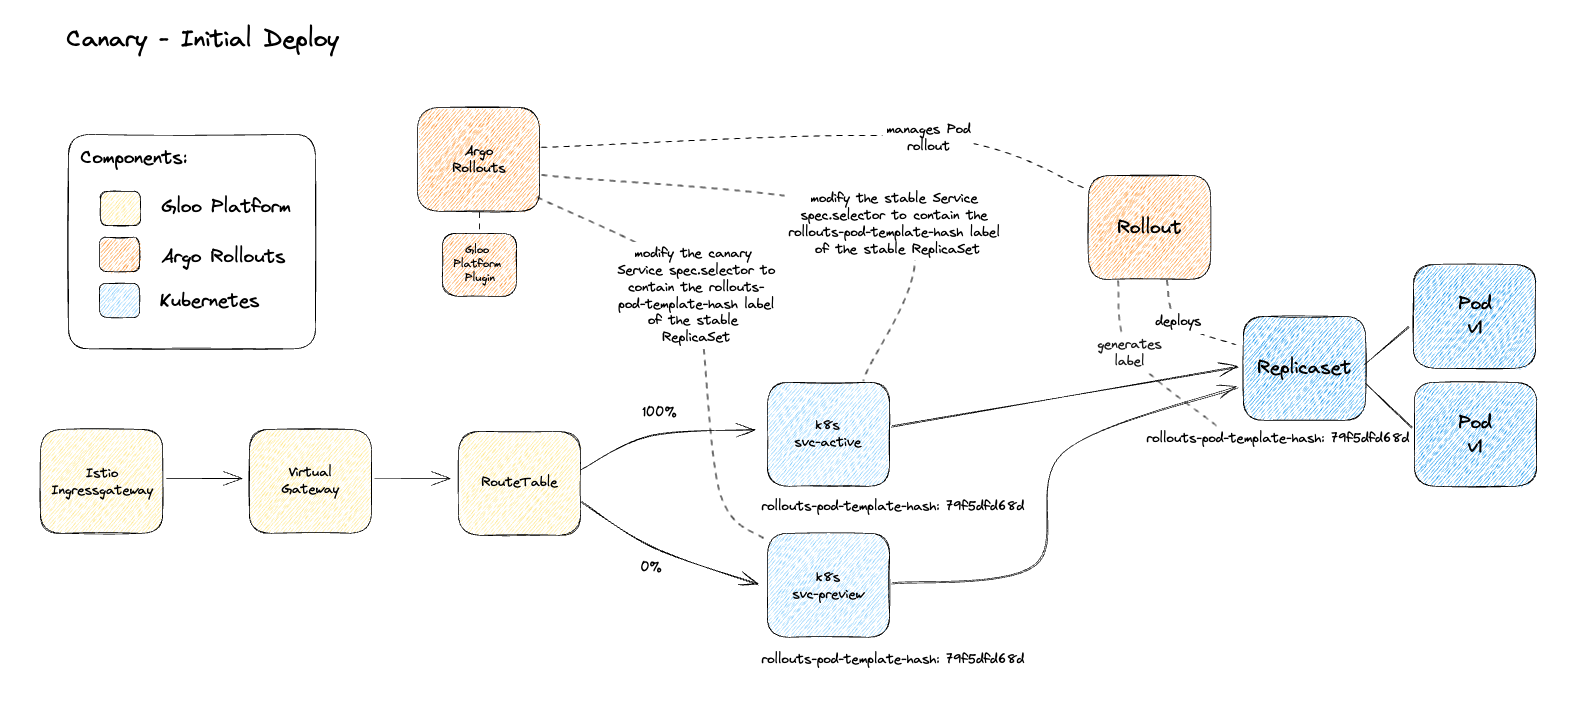 Canary - Initial Deploy
Components:
Gloo Platform
Argo Rollouts
Kubernetes
Argo
Rollouts
Gloo
Platform
Plugin
manages Pod
rollout
modify the stable Service
spec.selector to contain the
rollouts-pod-template-hash label
of the stable ReplicaSet
modify the canary
Service spec.selector to
contain the rollouts-
pod-template-hash label
of the stable
ReplicaSet
Rollout
deploys
generates
label
Replicaset
Pod
v1
Pod
v1
rollouts-pod-template-hash: 79f5dfd68d
Istio
Ingressgateway
Virtual
Gateway
RouteTable
100%
0%
k8s
svc-active
rollouts-pod-template-hash: 79f5dfd68d
k8s
svc-preview
rollouts-pod-template-hash: 79f5dfd68d